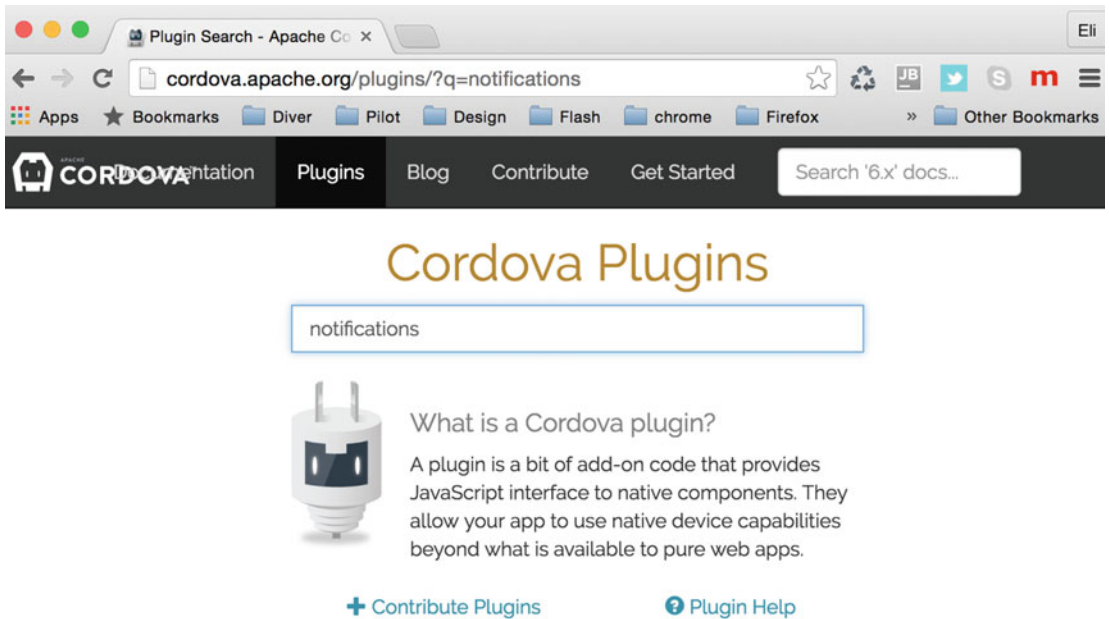 Plugin Search - Apache Co
Eli
cordova.apache.org/plugins/?q=notifications
JB
S
m
Apps Bookmarks Diver Pilot Design Flash chrome Firefox » Other Bookmarks
APACHE
CORDOVA Documentation Plugins Blog Contribute Get Started Search '6.x' docs...
Cordova Plugins
notifications
What is a Cordova plugin?
A plugin is a bit of add-on code that provides
JavaScript interface to native components. They
allow your app to use native device capabilities
beyond what is available to pure web apps.
Contribute Plugins Plugin Help